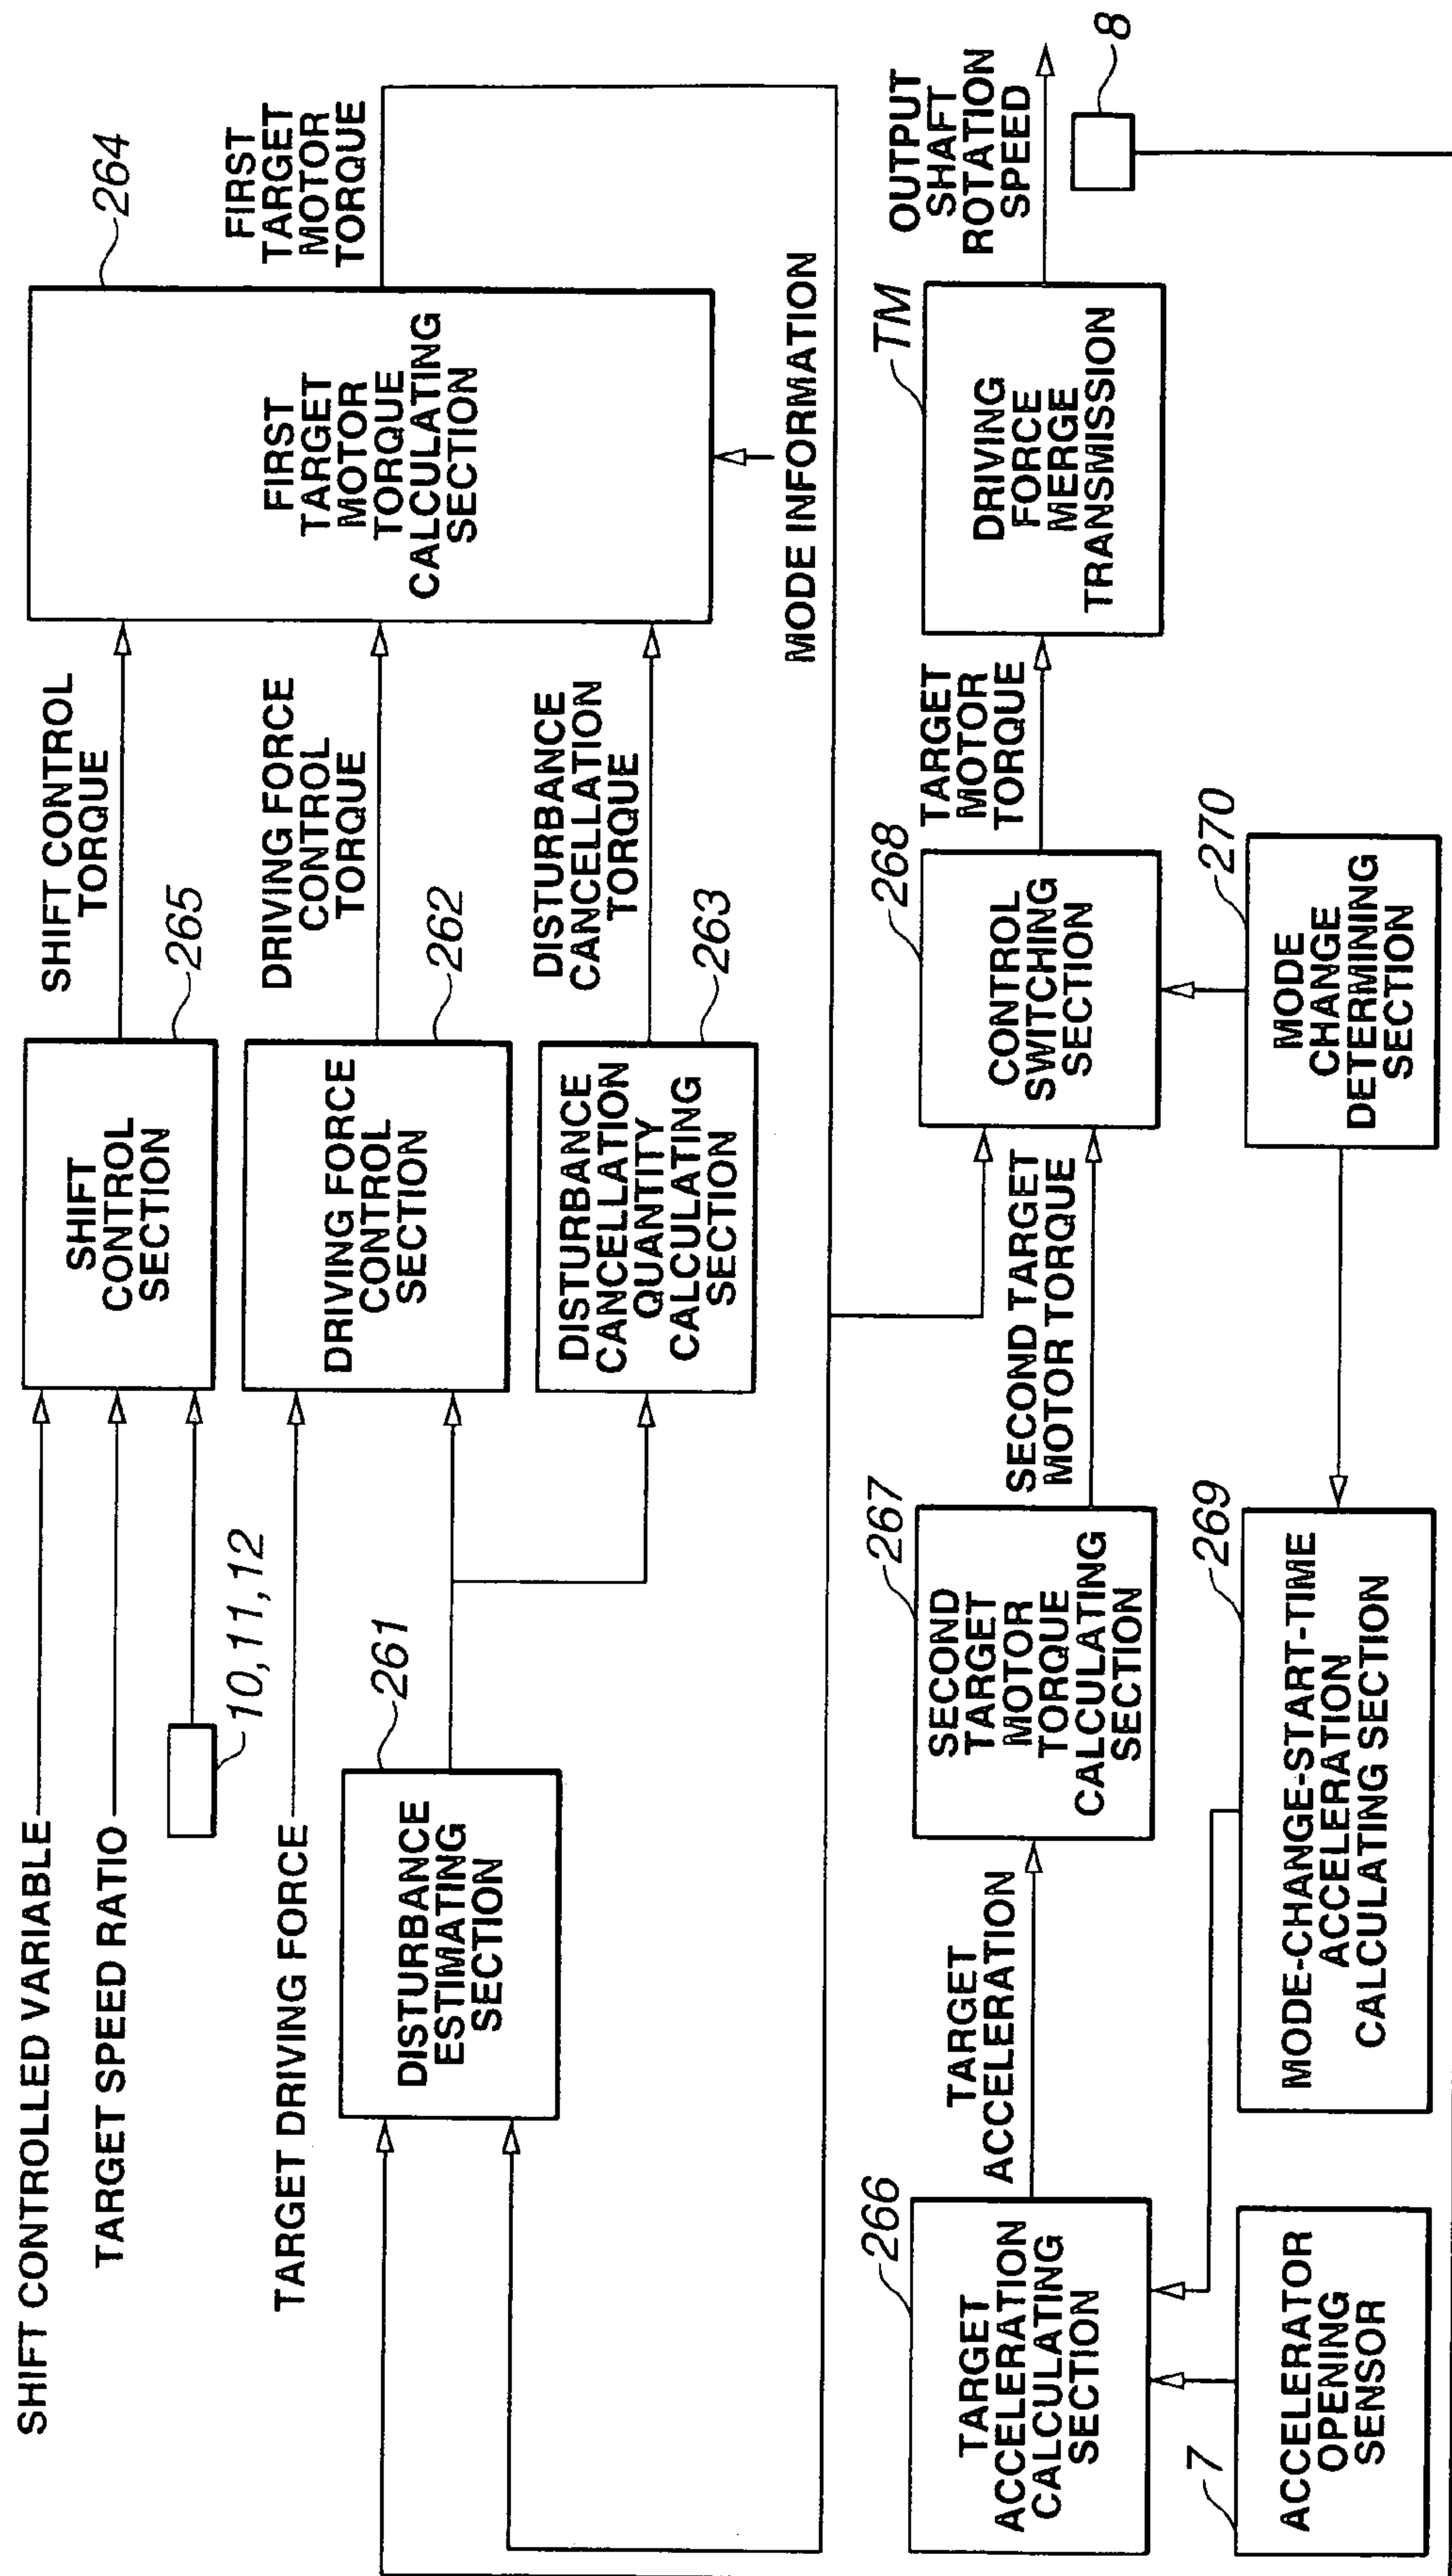 SHIFT CONTROLLED VARIABLE
TARGET SPEED RATIO
10,11,12
TARGET DRIVING FORCE
SHIFT
CONTROL
SECTION
265
SHIFT CONTROL
TORQUE
DRIVING FORCE
CONTROL
SECTION
262
DRIVING FORCE
CONTROL
TORQUE
DISTURBANCE
ESTIMATING
SECTION
261
DISTURBANCE
CANCELLATION
QUANTITY
CALCULATING
SECTION
263
DISTURBANCE
CANCELLATION
TORQUE
FIRST
TARGET
MOTOR
TORQUE
CALCULATING
SECTION
264
FIRST
TARGET
MOTOR
TORQUE
MODE INFORMATION
TARGET
ACCELERATION
CALCULATING
SECTION
266
TARGET
ACCELERATION
SECOND
TARGET
MOTOR
TORQUE
CALCULATING
SECTION
267
SECOND TARGET
MOTOR TORQUE
CONTROL
SWITCHING
SECTION
268
TARGET
MOTOR
TORQUE
DRIVING
FORCE
MERGE
TRANSMISSION
TM
OUTPUT
SHAFT
ROTATION
SPEED
8
ACCELERATOR
OPENING
SENSOR
7
MODE-CHANGE-START-TIME
ACCELERATION
CALCULATING SECTION
269
MODE
CHANGE
DETERMINING
SECTION
270